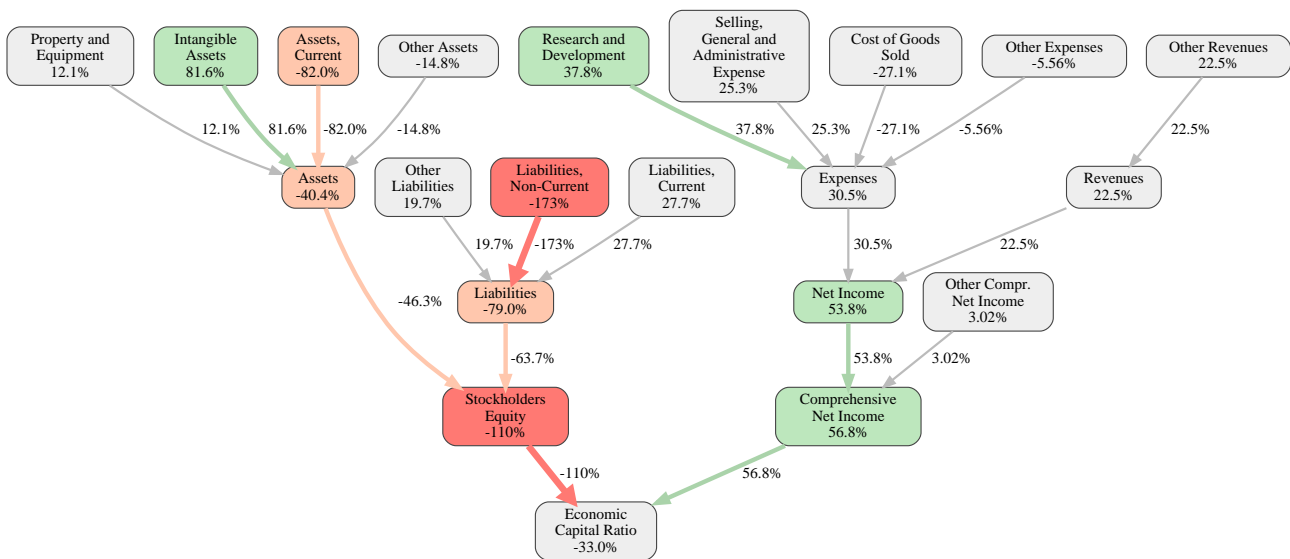 Property and
Equipment
12.1%
Intangible
Assets
81.6%
Assets,
Current
-82.0%
Other Assets
-14.8%
Research and
Development
37.8%
Selling,
General and
Administrative
Expense
25.3%
Cost of Goods
Sold
-27.1%
Other Expenses
-5.56%
Other Revenues
22.5%
12.1%
81.6%
-82.0%
-14.8%
37.8%
25.3%
-27.1%
-5.56%
22.5%
Assets
-40.4%
Other
Liabilities
19.7%
Liabilities,
Non-Current
-173%
Liabilities,
Current
27.7%
Expenses
30.5%
Revenues
22.5%
19.7%
-173%
27.7%
30.5%
22.5%
-46.3%
Liabilities
-79.0%
Net Income
53.8%
Other Compr.
Net Income
3.02%
-63.7%
53.8%
3.02%
Stockholders
Equity
-110%
Comprehensive
Net Income
56.8%
-110%
56.8%
Economic
Capital Ratio
-33.0%